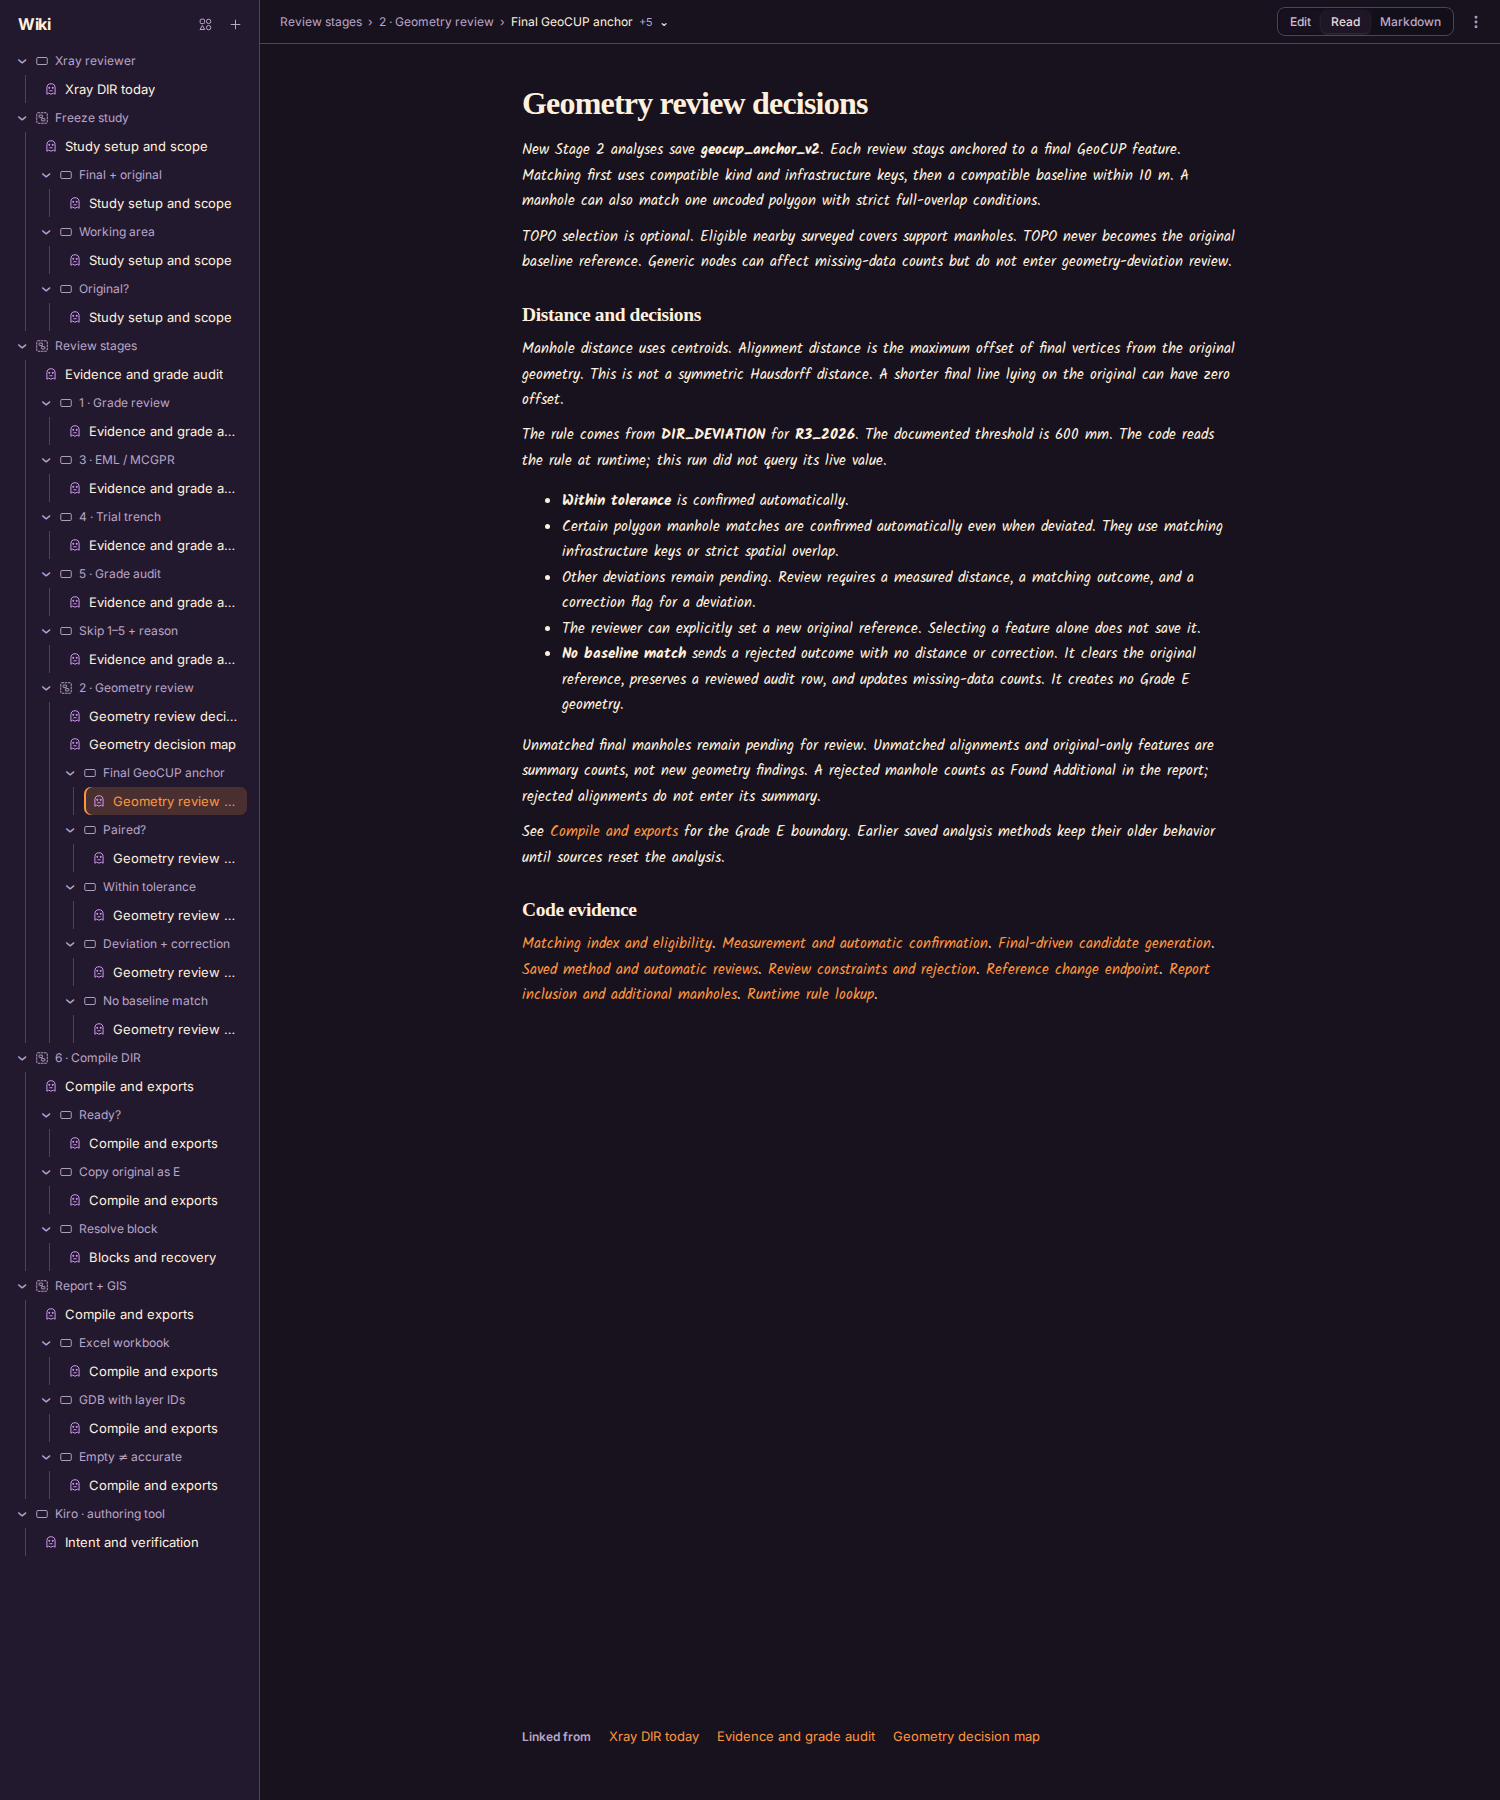 Wiki
Xray reviewer
Xray DIR today
Freeze study
Study setup and scope
Final + original
Study setup and scope
Working area
Study setup and scope
Original?
Study setup and scope
Review stages
Evidence and grade audit
1 · Grade review
Evidence and grade a...
3 · EML / MCGPR
Evidence and grade a...
4 · Trial trench
Evidence and grade a...
5 · Grade audit
Evidence and grade a...
Skip 1–5 + reason
Evidence and grade a...
2 · Geometry review
Geometry review deci...
Geometry decision map
Final GeoCUP anchor
Geometry review ...
Paired?
Geometry review ...
Within tolerance
Geometry review ...
Deviation + correction
Geometry review ...
No baseline match
Geometry review ...
6 · Compile DIR
Compile and exports
Ready?
Compile and exports
Copy original as E
Compile and exports
Resolve block
Blocks and recovery
Report + GIS
Compile and exports
Excel workbook
Compile and exports
GDB with layer IDs
Compile and exports
Empty ≠ accurate
Compile and exports
Kiro · authoring tool
Intent and verification
Review stages › 2 · Geometry review › Final GeoCUP anchor +5
Edit Read Markdown
Geometry review decisions
New Stage 2 analyses save geocup_anchor_v2. Each review stays anchored to a final GeoCUP feature.
Matching first uses compatible kind and infrastructure keys, then a compatible baseline within 10 m. A
manhole can also match one uncoded polygon with strict full-overlap conditions.
TOPO selection is optional. Eligible nearby surveyed covers support manholes. TOPO never becomes the original
baseline reference. Generic nodes can affect missing-data counts but do not enter geometry-deviation review.
Distance and decisions
Manhole distance uses centroids. Alignment distance is the maximum offset of final vertices from the original
geometry. This is not a symmetric Hausdorff distance. A shorter final line lying on the original can have zero
offset.
The rule comes from DIR_DEVIATION for R3_2026. The documented threshold is 600 mm. The code reads
the rule at runtime; this run did not query its live value.
• Within tolerance is confirmed automatically.
• Certain polygon manhole matches are confirmed automatically even when deviated. They use matching
infrastructure keys or strict spatial overlap.
• Other deviations remain pending. Review requires a measured distance, a matching outcome, and a
correction flag for a deviation.
• The reviewer can explicitly set a new original reference. Selecting a feature alone does not save it.
• No baseline match sends a rejected outcome with no distance or correction. It clears the original
reference, preserves a reviewed audit row, and updates missing-data counts. It creates no Grade E
geometry.
Unmatched final manholes remain pending for review. Unmatched alignments and original-only features are
summary counts, not new geometry findings. A rejected manhole counts as Found Additional in the report;
rejected alignments do not enter its summary.
See Compile and exports for the Grade E boundary. Earlier saved analysis methods keep their older behavior
until sources reset the analysis.
Code evidence
Matching index and eligibility. Measurement and automatic confirmation. Final-driven candidate generation.
Saved method and automatic reviews. Review constraints and rejection. Reference change endpoint. Report
inclusion and additional manholes. Runtime rule lookup.
Linked from Xray DIR today Evidence and grade audit Geometry decision map